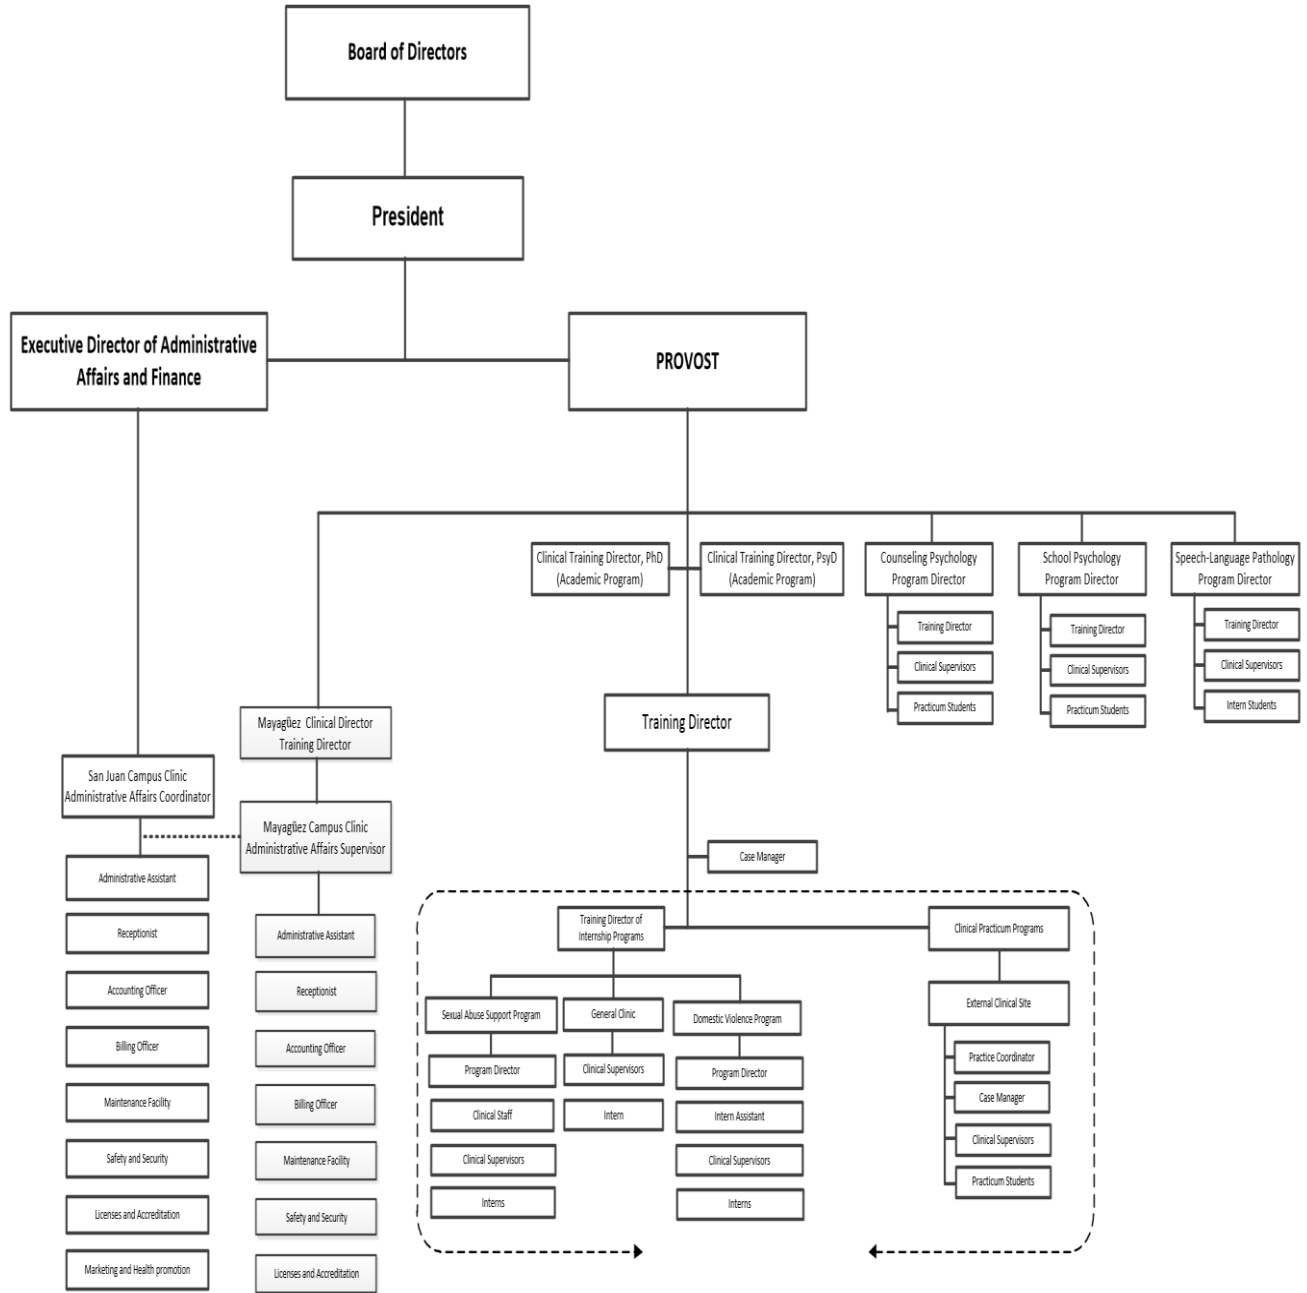 Board of Directors
President
Executive Director of Administrative
Affairs and Finance
PROVOST
Clinical Training Director, PhD
(Academic Program)
Clinical Training Director, PsyD
(Academic Program)
Counseling Psychology
Program Director
Training Director
Clinical Supervisors
Practicum Students
School Psychology
Program Director
Training Director
Clinical Supervisors
Practicum Students
Speech-Language Pathology
Program Director
Training Director
Clinical Supervisors
Intern Students
Training Director
Mayagüez Clinical Director
Training Director
San Juan Campus Clinic
Administrative Affairs Coordinator
Mayagüez Campus Clinic
Administrative Affairs Supervisor
Case Manager
Administrative Assistant
Receptionist
Accounting Officer
Billing Officer
Maintenance Facility
Safety and Security
Licenses and Accreditation
Marketing and Health promotion
Administrative Assistant
Receptionist
Accounting Officer
Billing Officer
Maintenance Facility
Safety and Security
Licenses and Accreditation
Training Director of
Internship Programs
Clinical Practicum Programs
Sexual Abuse Support Program
Program Director
Clinical Staff
Clinical Supervisors
Interns
General Clinic
Clinical Supervisors
Intern
Domestic Violence Program
Program Director
Intern Assistant
Clinical Supervisors
Interns
External Clinical Site
Practice Coordinator
Case Manager
Clinical Supervisors
Practicum Students